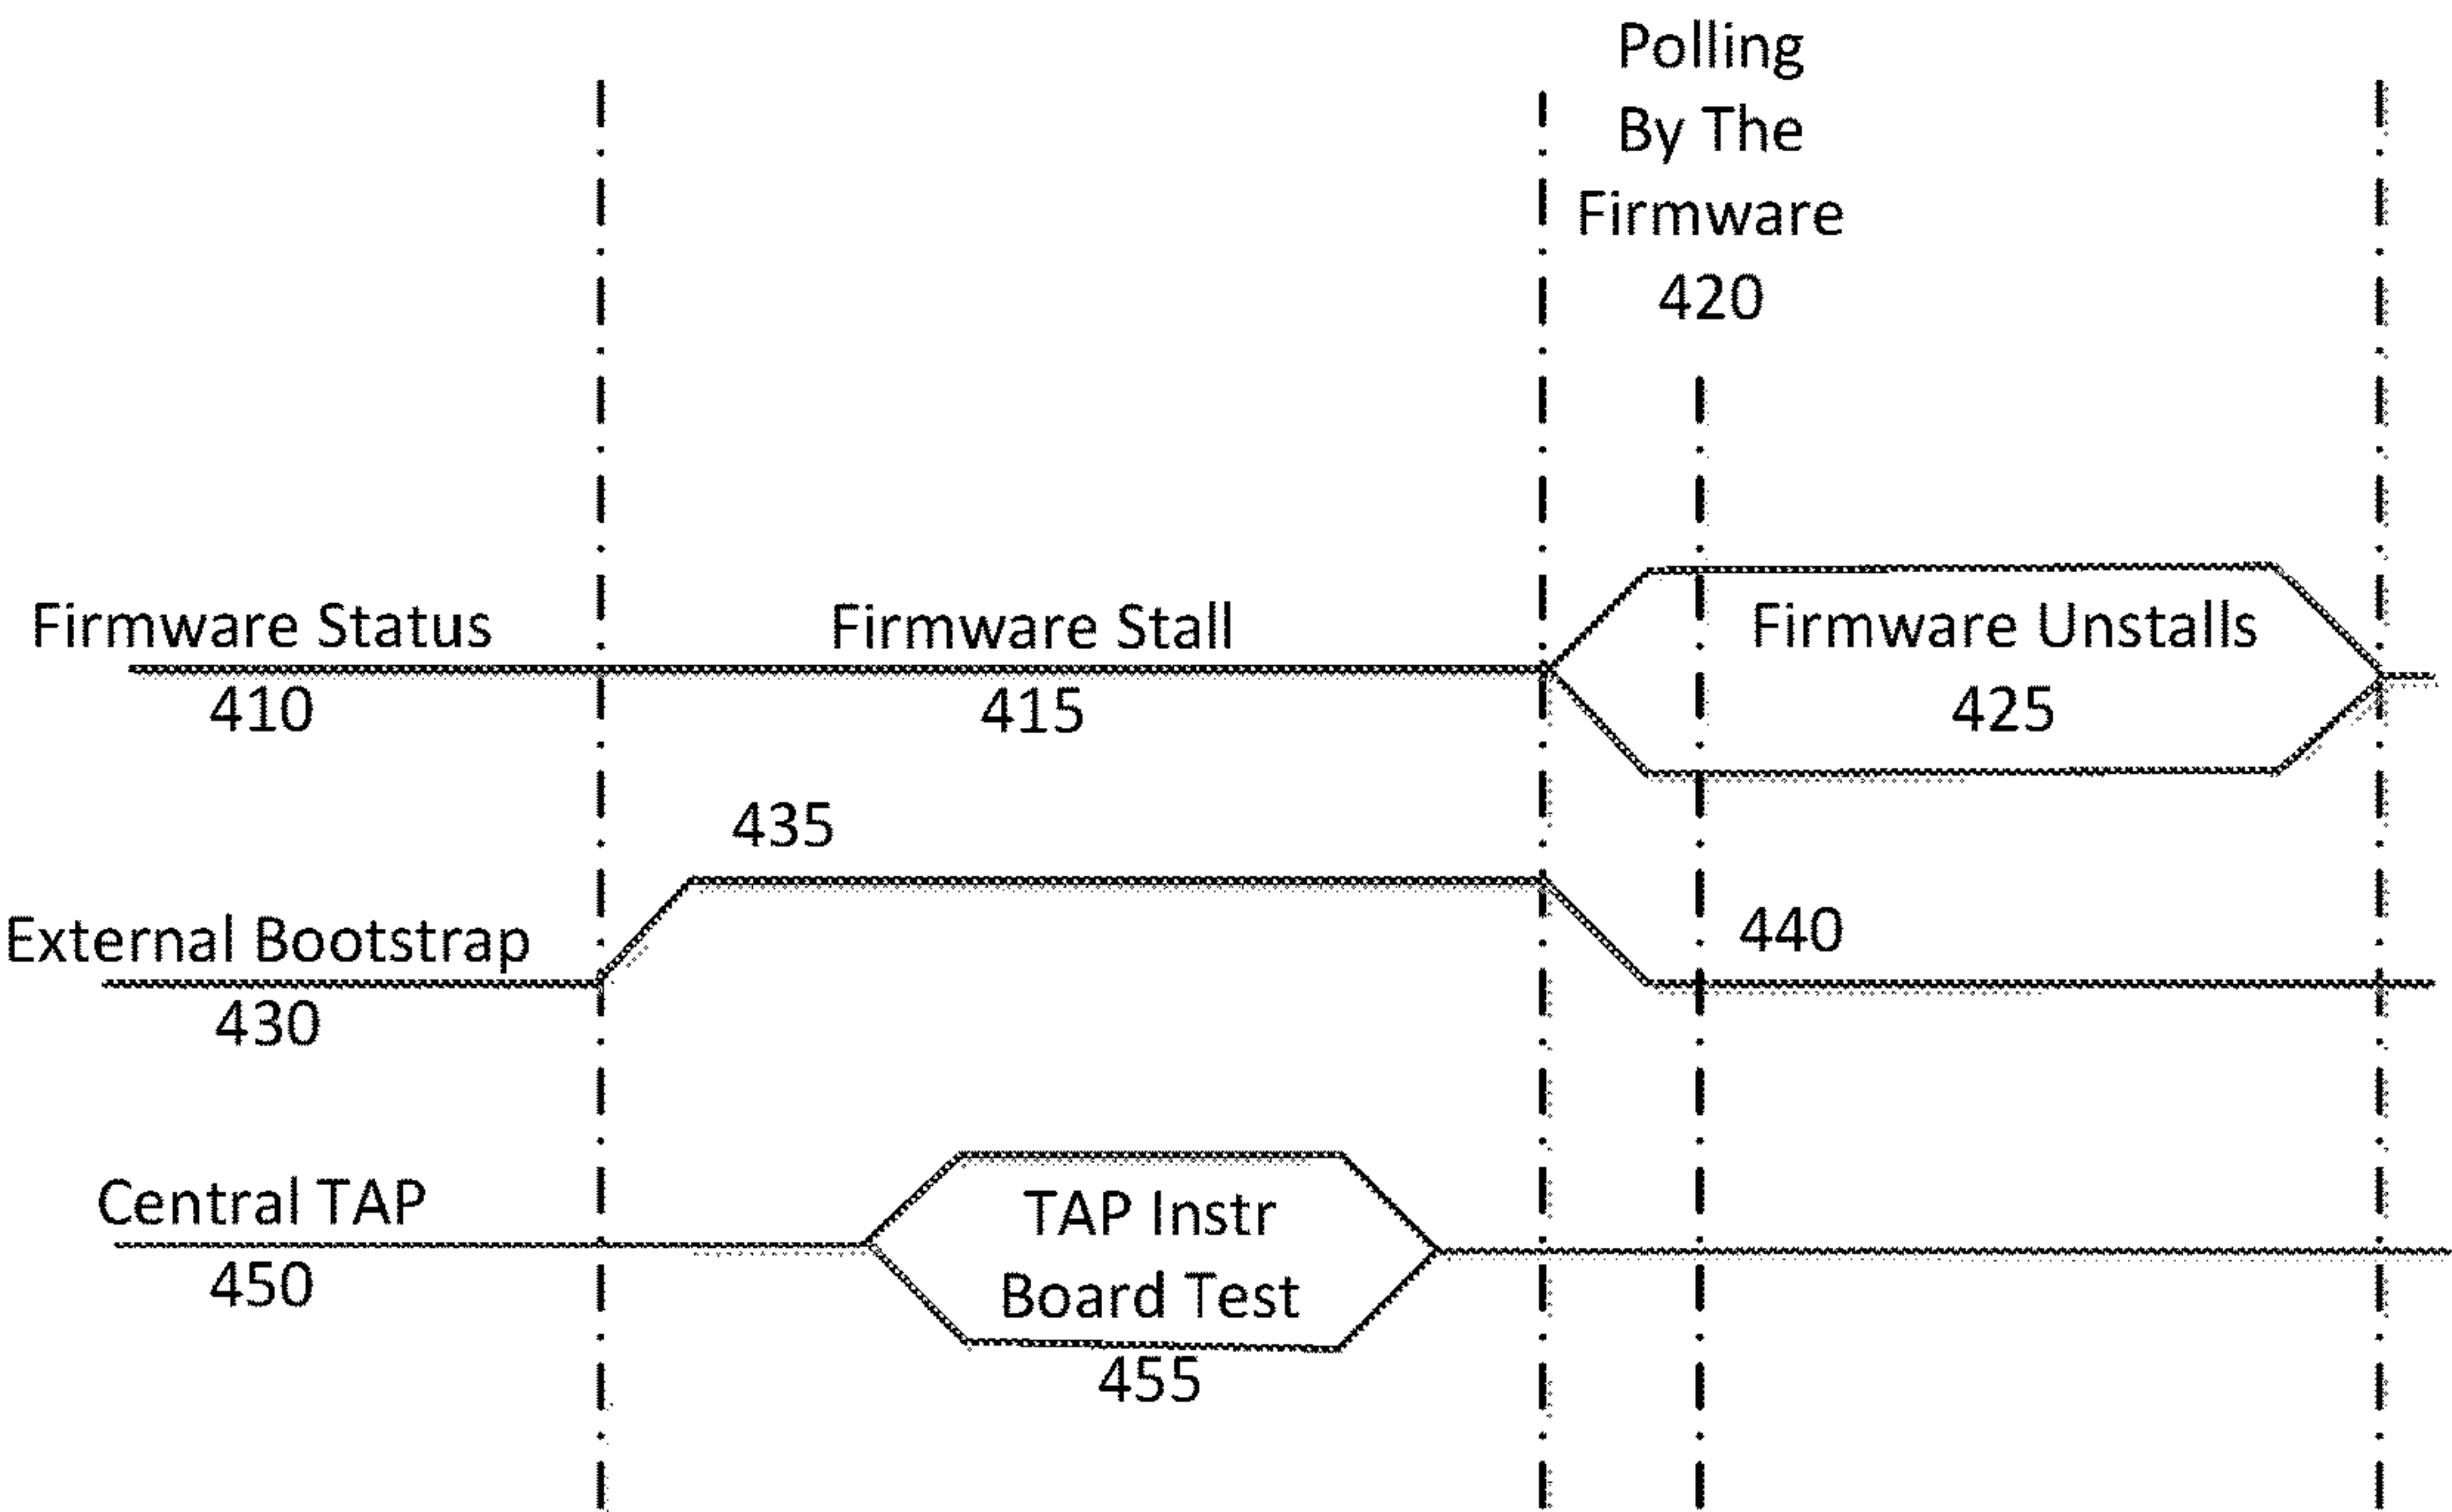 Polling
By The
Firmware
420
Firmware Status
410
Firmware Stall
415
Firmware Unstalls
425
435
External Bootstrap
430
440
Central TAP
450
TAP Instr
Board Test
455